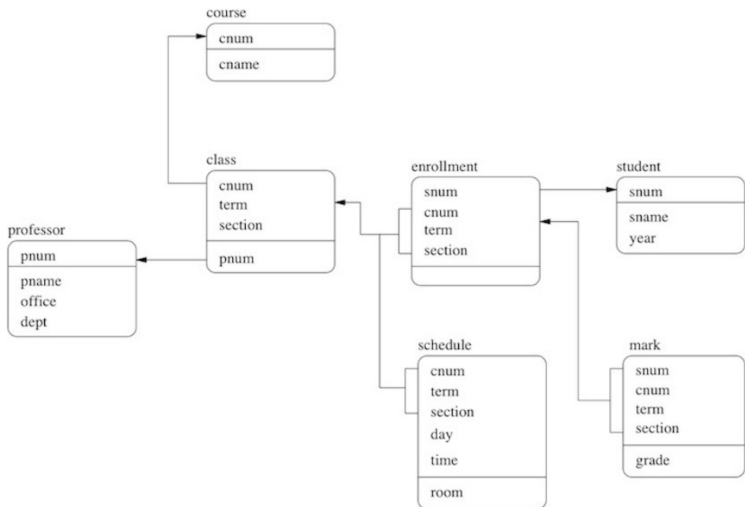 course
cnum
cname
class
cnum
term
section
pnum
enrollment
snum
cnum
term
section
student
snum
sname
year
professor
pnum
pname
office
dept
schedule
cnum
term
section
day
time
room
mark
snum
cnum
term
section
grade